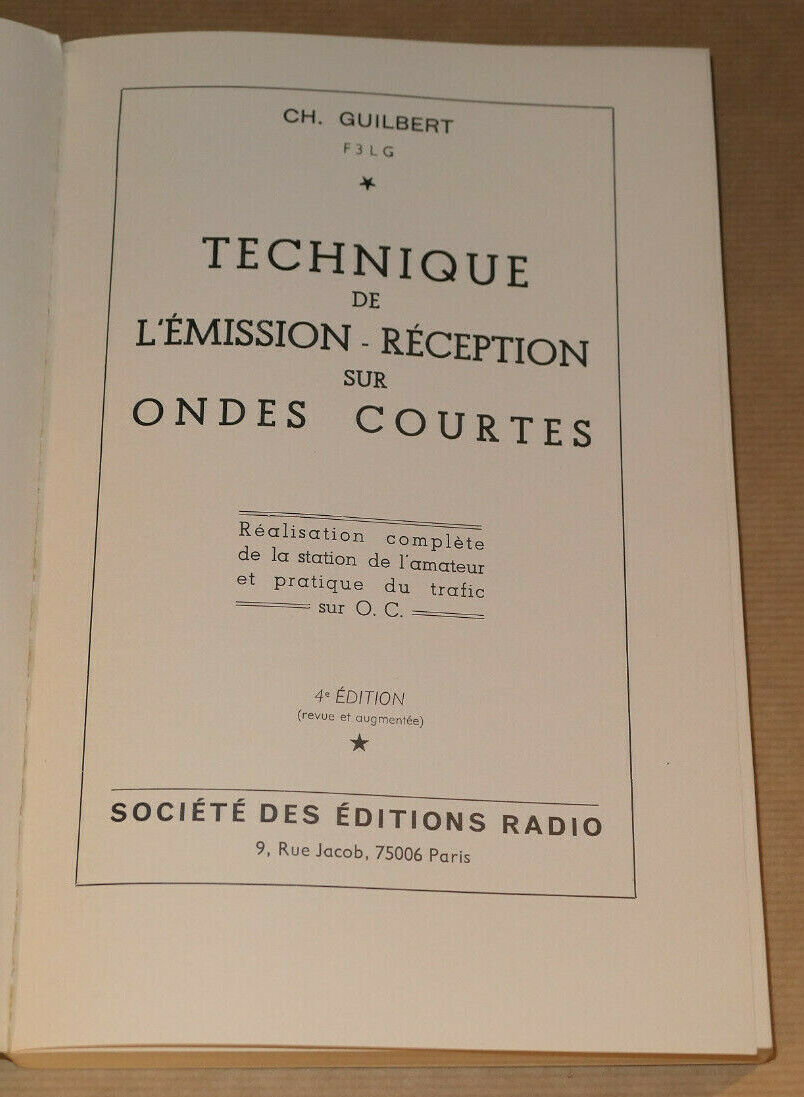 CH. GUILBERT
F3LG
TECHNIQUE
DE
L'ÉMISSION - RÉCEPTION
SUR
ONDES COURTES
Réalisation complète
de la station de l'amateur
et pratique du trafic
sur O. C.
4e ÉDITION
(revue et augmentée)
SOCIÉTÉ DES ÉDITIONS RADIO
9, Rue Jacob, 75006 Paris